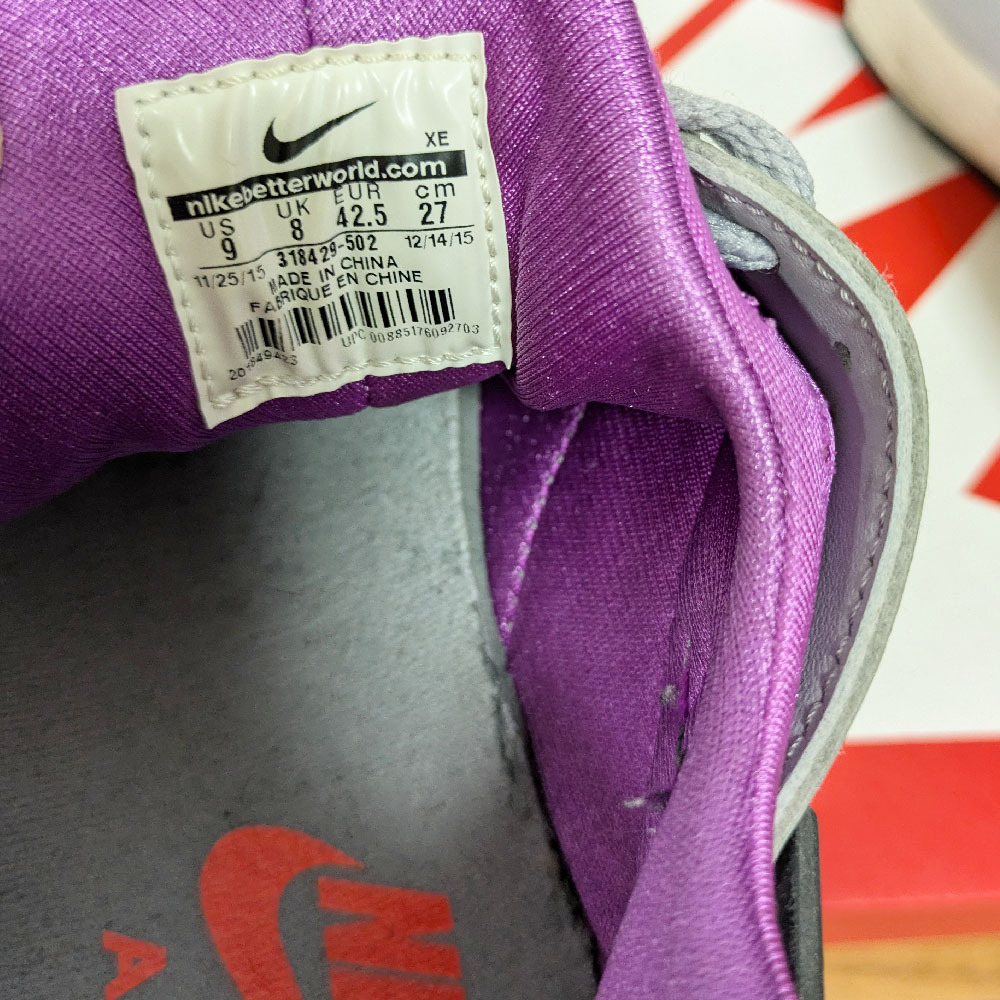 XE
nikebetterworld.com
US UK EUR cm
9 8 42.5 27
11/25/15 318429-502 12/14/15
MADE IN CHINA
FABRIQUE EN CHINE
UPC 00885176092703
A